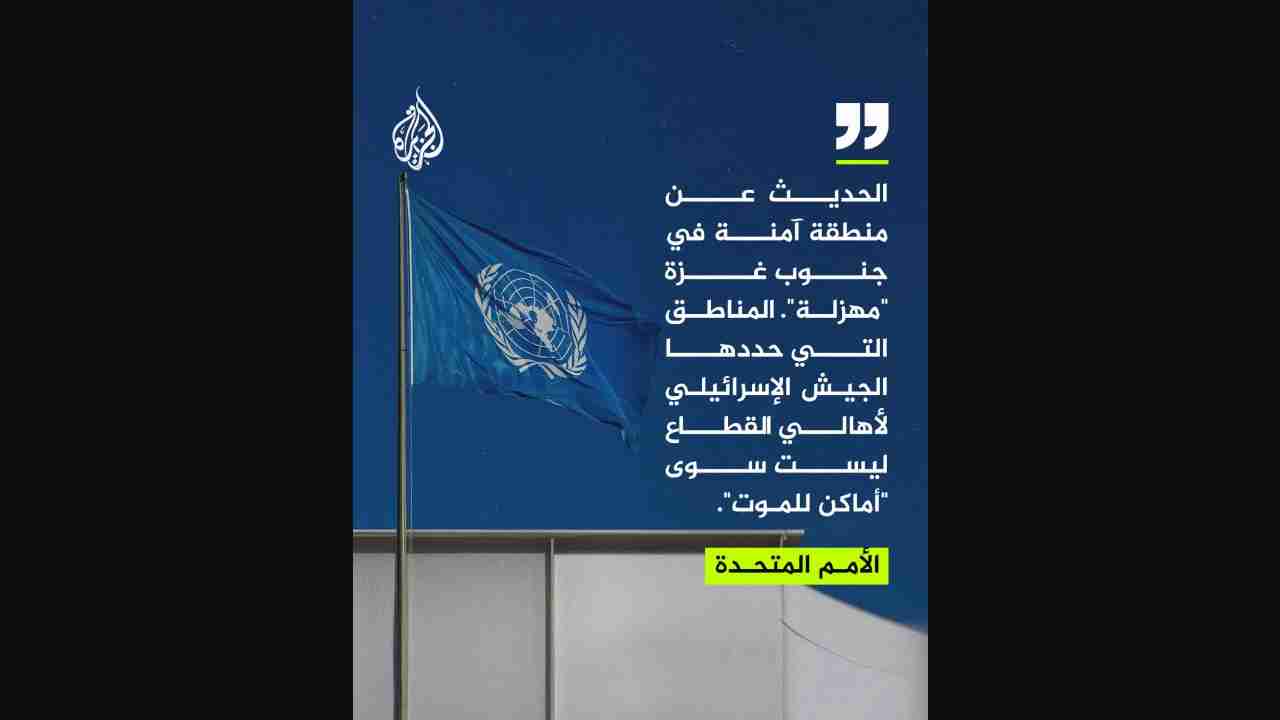 الجزيرة
الحديث عن
منطقة آمنة في
جنوب غزة
"مهزلة". المناطق
التي حددها
الجيش الإسرائيلي
لأهالي القطاع
ليست سوى
"أماكن للموت".
الأمم المتحدة